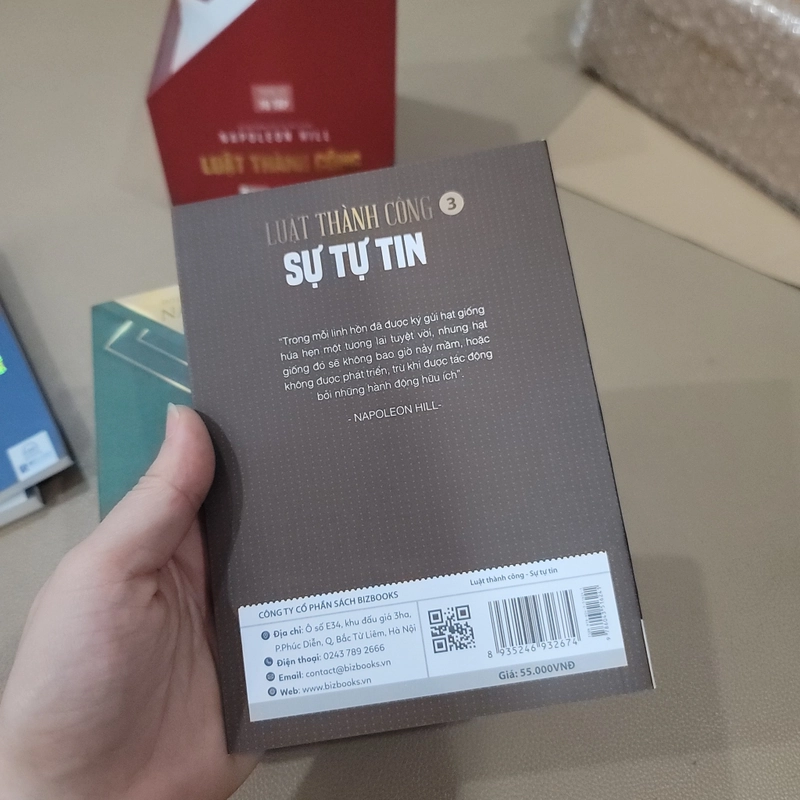 NAPOLEON HILL
LUẬT THÀNH CÔNG
LUẬT THÀNH CÔNG 3
SỰ TỰ TIN
"Trong mỗi linh hồn đã được ký gửi hạt giống
hứa hẹn một tương lai tuyệt vời, nhưng hạt
giống đó sẽ không bao giờ nảy mầm, hoặc
không được phát triển, trừ khi được tác động
bởi những hành động hữu ích".
- NAPOLEON HILL-
CÔNG TY CỔ PHẦN SÁCH BIZBOOKS
Địa chỉ: Ô số E34, khu đấu giá 3ha,
P.Phúc Diễn, Q, Bắc Từ Liêm, Hà Nội
Điện thoại: 0243 789 2666
Email: contact@bizbooks.vn
Web: www.bizbooks.vn
Luật thành công - Sự tự tin
8 935246 932674
Giá: 55.000VNĐ